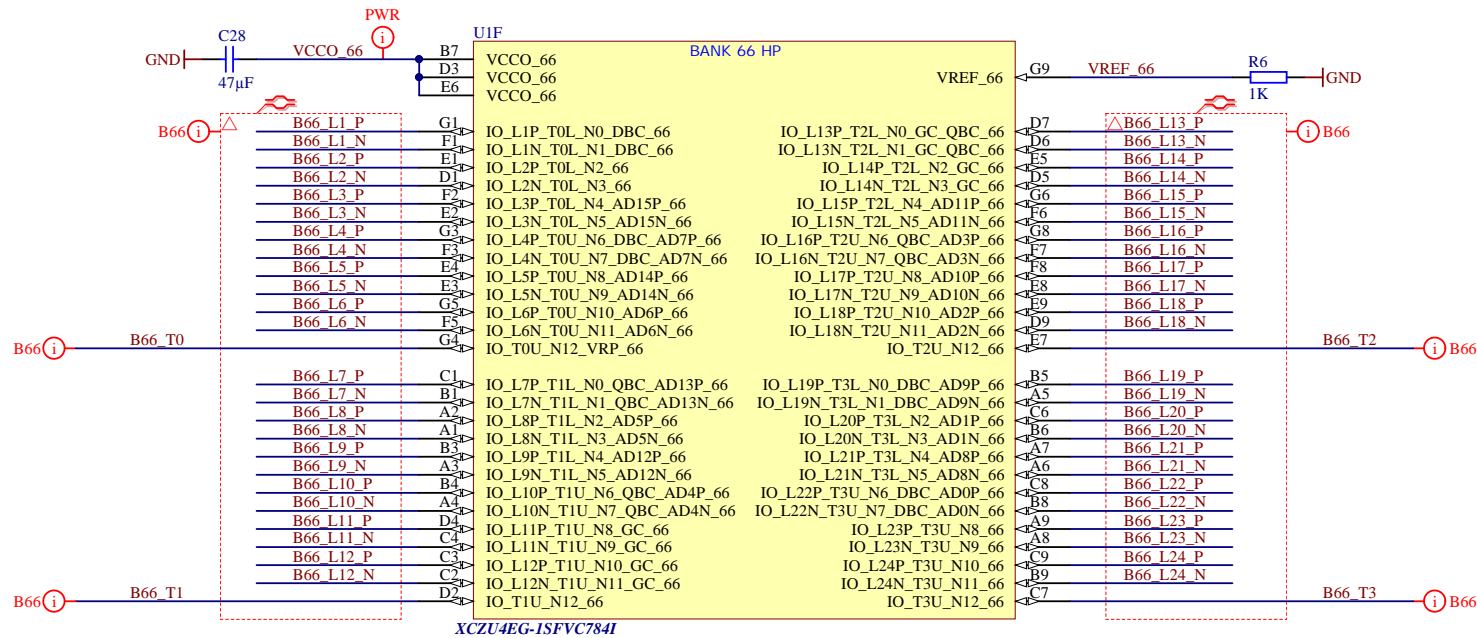 PWR
C28
U1F
BANK 66 HP
GND
VCCO_66
B7
VCCO_66
47µF
D3
VCCO_66
E6
VCCO_66
VREF_66
G9
VREF_66
R6
GND
1K
B66
B66_L1_P
G1
IO_L1P_T0L_N0_DBC_66
IO_L13P_T2L_N0_GC_QBC_66
D7
B66_L13_P
B66
B66_L1_N
F1
IO_L1N_T0L_N1_DBC_66
IO_L13N_T2L_N1_GC_QBC_66
D6
B66_L13_N
B66_L2_P
E1
IO_L2P_T0L_N2_66
IO_L14P_T2L_N2_GC_66
E5
B66_L14_P
B66_L2_N
D1
IO_L2N_T0L_N3_66
IO_L14N_T2L_N3_GC_66
D5
B66_L14_N
B66_L3_P
F2
IO_L3P_T0L_N4_AD15P_66
IO_L15P_T2L_N4_AD11P_66
G6
B66_L15_P
B66_L3_N
E2
IO_L3N_T0L_N5_AD15N_66
IO_L15N_T2L_N5_AD11N_66
F6
B66_L15_N
B66_L4_P
G3
IO_L4P_T0U_N6_DBC_AD7P_66
IO_L16P_T2U_N6_QBC_AD3P_66
G8
B66_L16_P
B66_L4_N
F3
IO_L4N_T0U_N7_DBC_AD7N_66
IO_L16N_T2U_N7_QBC_AD3N_66
F7
B66_L16_N
B66_L5_P
E4
IO_L5P_T0U_N8_AD14P_66
IO_L17P_T2U_N8_AD10P_66
F8
B66_L17_P
B66_L5_N
E3
IO_L5N_T0U_N9_AD14N_66
IO_L17N_T2U_N9_AD10N_66
E8
B66_L17_N
B66_L6_P
G5
IO_L6P_T0U_N10_AD6P_66
IO_L18P_T2U_N10_AD2P_66
E9
B66_L18_P
B66_L6_N
F5
IO_L6N_T0U_N11_AD6N_66
IO_L18N_T2U_N11_AD2N_66
D9
B66_L18_N
B66
B66_T0
G4
IO_T0U_N12_VRP_66
IO_T2U_N12_66
E7
B66_T2
B66
B66_L7_P
C1
IO_L7P_T1L_N0_QBC_AD13P_66
IO_L19P_T3L_N0_DBC_AD9P_66
B5
B66_L19_P
B66_L7_N
B1
IO_L7N_T1L_N1_QBC_AD13N_66
IO_L19N_T3L_N1_DBC_AD9N_66
A5
B66_L19_N
B66_L8_P
A2
IO_L8P_T1L_N2_AD5P_66
IO_L20P_T3L_N2_AD1P_66
C6
B66_L20_P
B66_L8_N
A1
IO_L8N_T1L_N3_AD5N_66
IO_L20N_T3L_N3_AD1N_66
B6
B66_L20_N
B66_L9_P
B3
IO_L9P_T1L_N4_AD12P_66
IO_L21P_T3L_N4_AD8P_66
A7
B66_L21_P
B66_L9_N
A3
IO_L9N_T1L_N5_AD12N_66
IO_L21N_T3L_N5_AD8N_66
A6
B66_L21_N
B66_L10_P
B4
IO_L10P_T1U_N6_QBC_AD4P_66
IO_L22P_T3U_N6_DBC_AD0P_66
C8
B66_L22_P
B66_L10_N
A4
IO_L10N_T1U_N7_QBC_AD4N_66
IO_L22N_T3U_N7_DBC_AD0N_66
B8
B66_L22_N
B66_L11_P
D4
IO_L11P_T1U_N8_GC_66
IO_L23P_T3U_N8_66
A9
B66_L23_P
B66_L11_N
C4
IO_L11N_T1U_N9_GC_66
IO_L23N_T3U_N9_66
A8
B66_L23_N
B66_L12_P
C3
IO_L12P_T1U_N10_GC_66
IO_L24P_T3U_N10_66
C9
B66_L24_P
B66_L12_N
C2
IO_L12N_T1U_N11_GC_66
IO_L24N_T3U_N11_66
B9
B66_L24_N
B66
B66_T1
D2
IO_T1U_N12_66
IO_T3U_N12_66
C7
B66_T3
B66
XCZU4EG-1SFVC784I